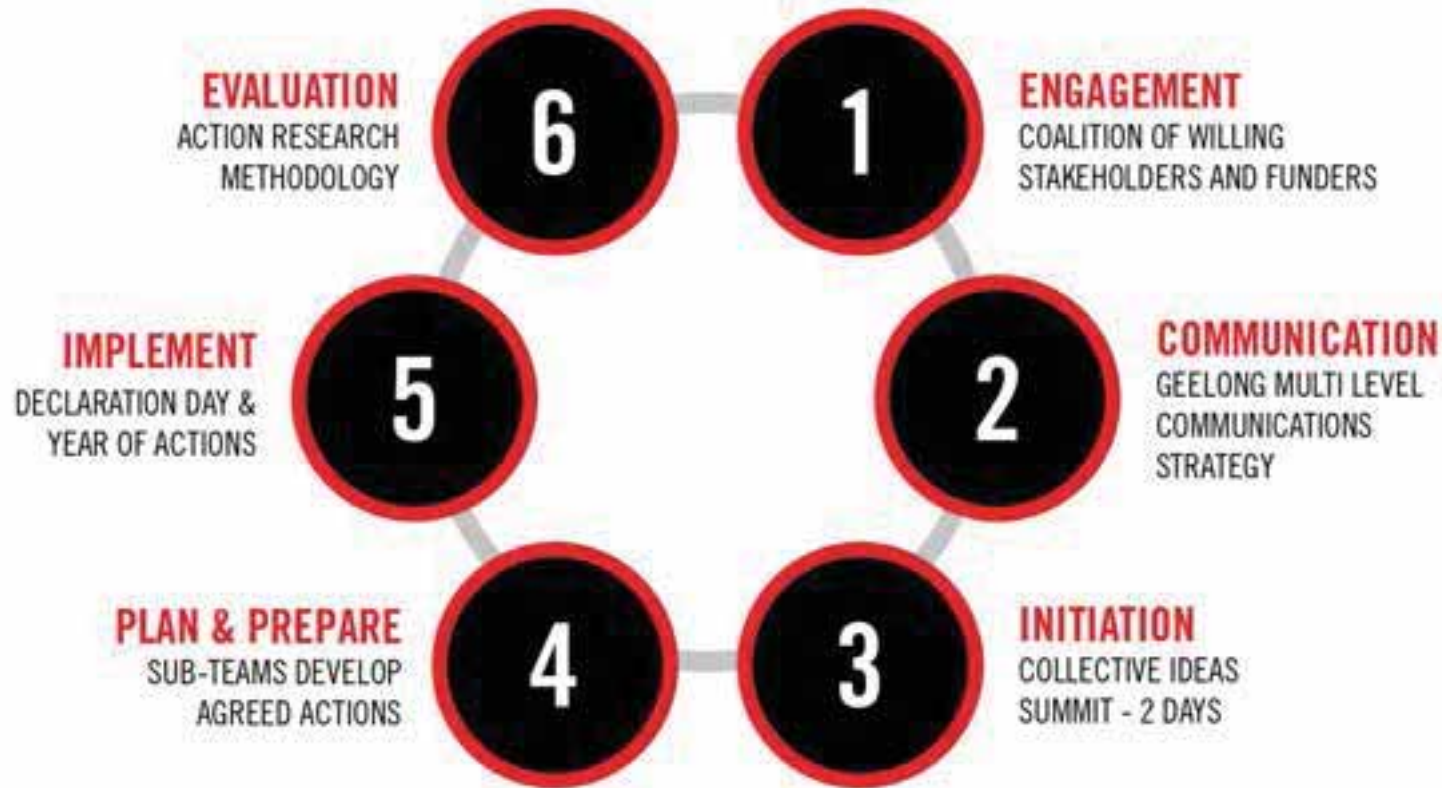 1
ENGAGEMENT
COALITION OF WILLING
STAKEHOLDERS AND FUNDERS
2
COMMUNICATION
GEELONG MULTI LEVEL
COMMUNICATIONS
STRATEGY
3
INITIATION
COLLECTIVE IDEAS
SUMMIT - 2 DAYS
4
PLAN & PREPARE
SUB-TEAMS DEVELOP
AGREED ACTIONS
5
IMPLEMENT
DECLARATION DAY &
YEAR OF ACTIONS
6
EVALUATION
ACTION RESEARCH
METHODOLOGY